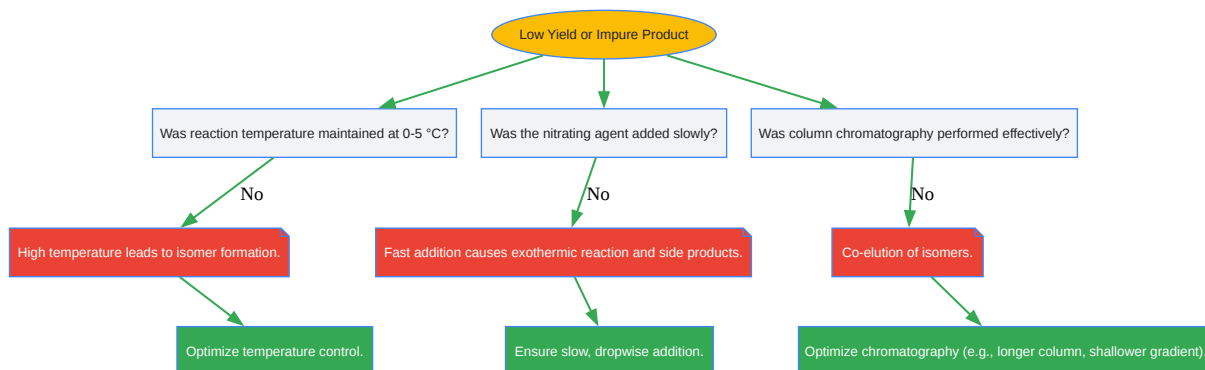 Low Yield or Impure Product
Was reaction temperature maintained at 0-5 °C?
Was the nitrating agent added slowly?
Was column chromatography performed effectively?
No
No
No
High temperature leads to isomer formation.
Fast addition causes exothermic reaction and side products.
Co-elution of isomers.
Optimize temperature control.
Ensure slow, dropwise addition.
Optimize chromatography (e.g., longer column, shallower gradient).